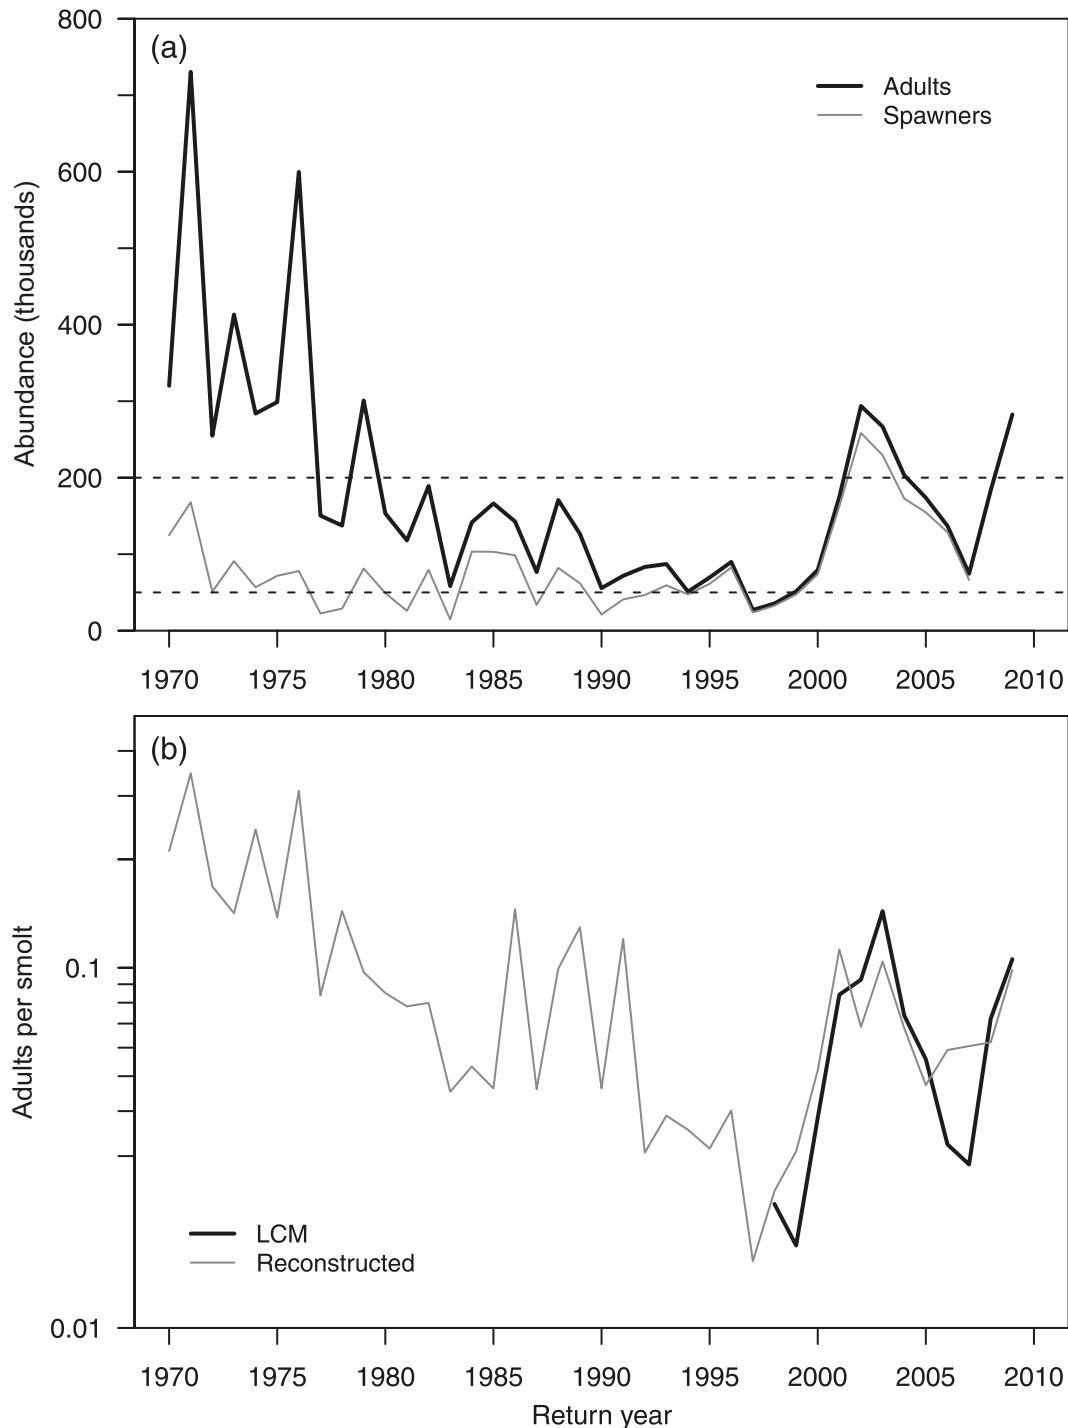 (a)
Adults
Spawners
Abundance (thousands)
800
600
400
200
0
1970 1975 1980 1985 1990 1995 2000 2005 2010
(b)
Adults per smolt
0.1
0.01
LCM
Reconstructed
1970 1975 1980 1985 1990 1995 2000 2005 2010
Return year